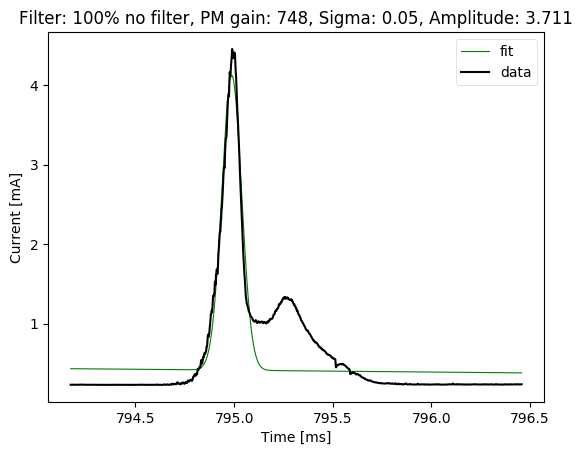 Filter: 100% no filter, PM gain: 748, Sigma: 0.05, Amplitude: 3.711
fit
data
4
3
2
1
Current [mA]
794.5 795.0 795.5 796.0 796.5
Time [ms]